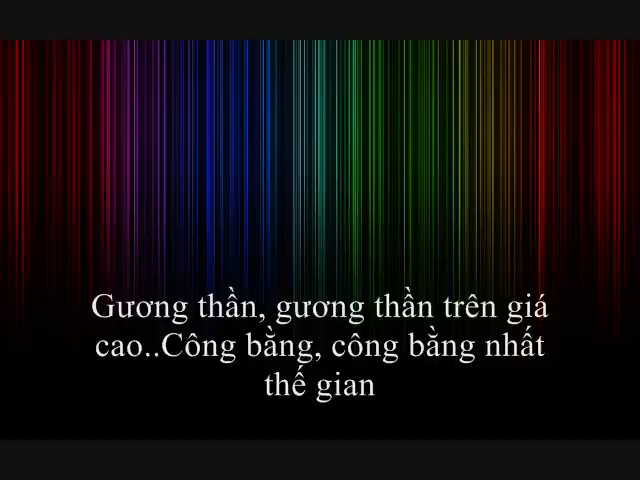 Gương thần, gương thần trên giá
cao..Công bằng, công bằng nhất
thế gian